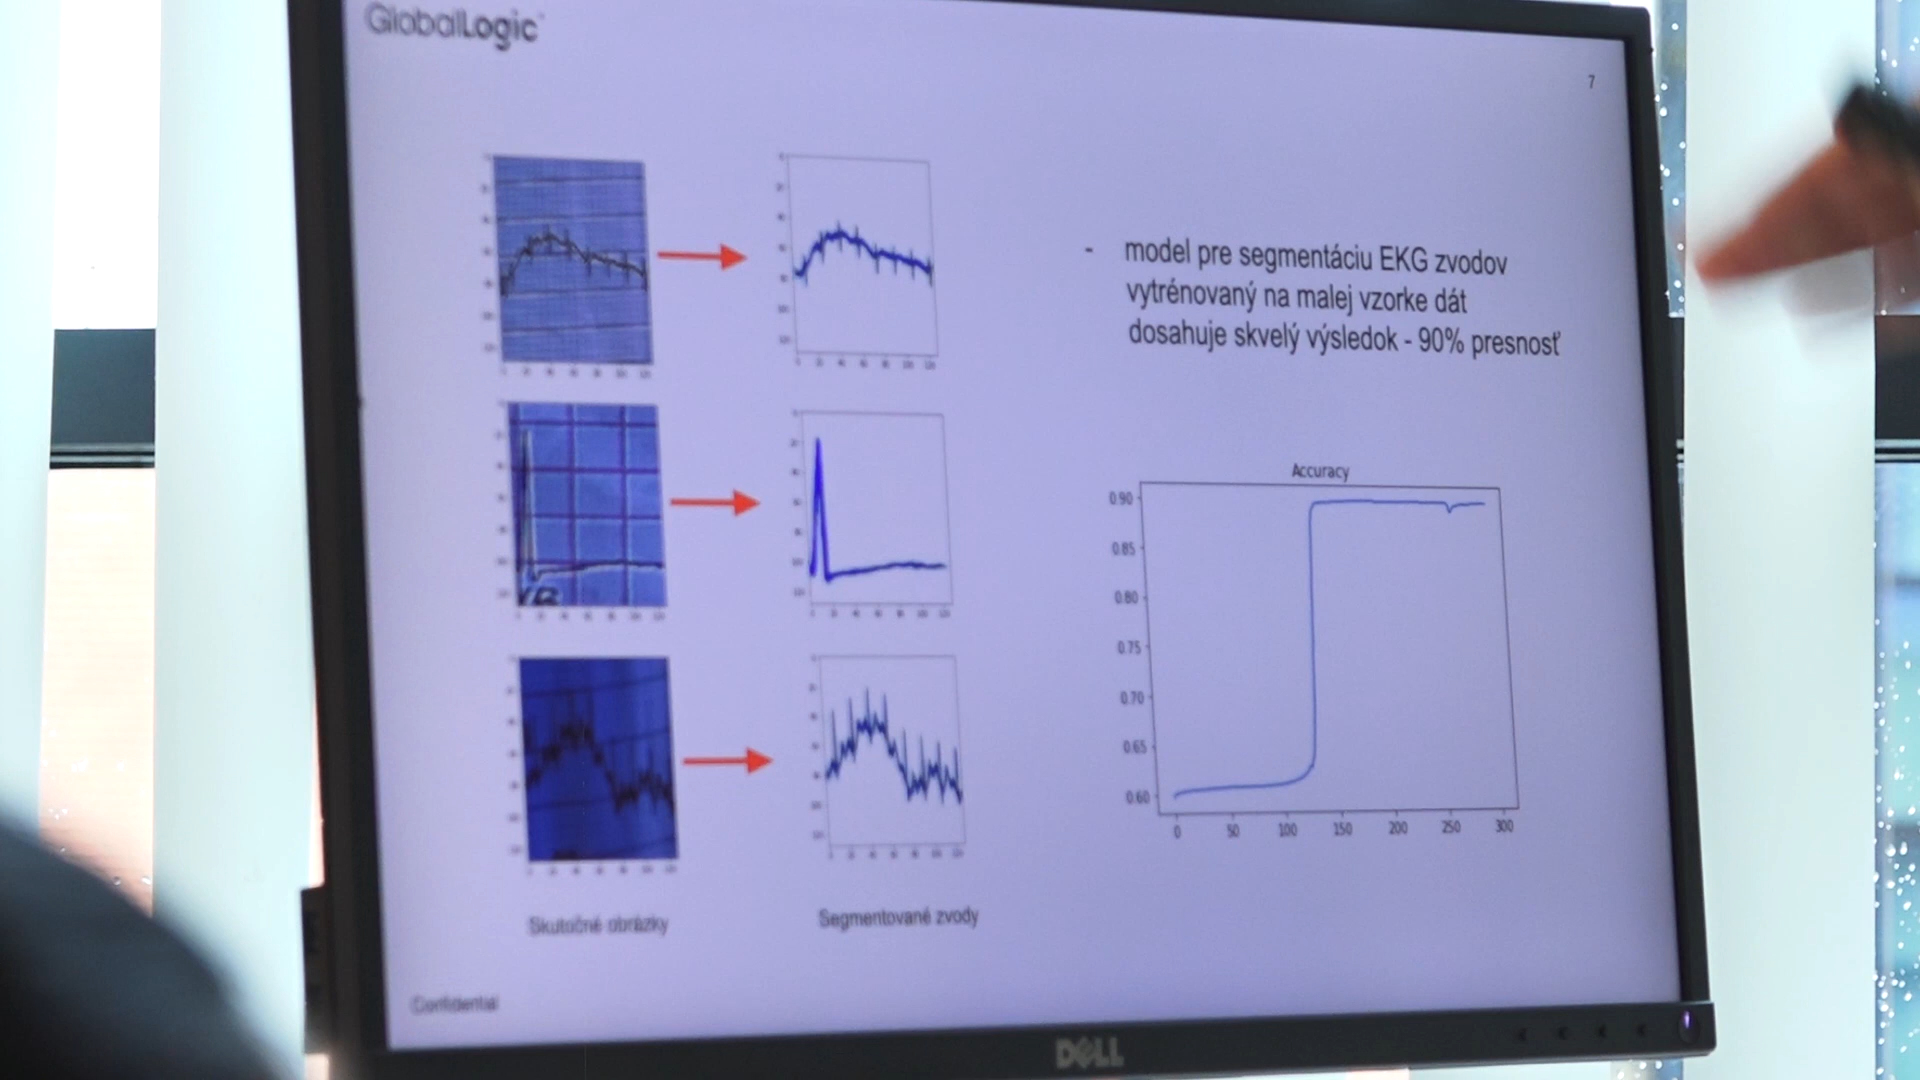 GlobalLogic
7
- model pre segmentáciu EKG zvodov
vytrénovaný na malej vzorke dát
dosahuje skvelý výsledok - 90% presnosť
Accuracy
0.90
0.85
0.80
0.75
0.70
0.65
0.60
0 50 100 150 200 250 300
Skutočné obrázky
Segmentované zvody
Confidential
DELL